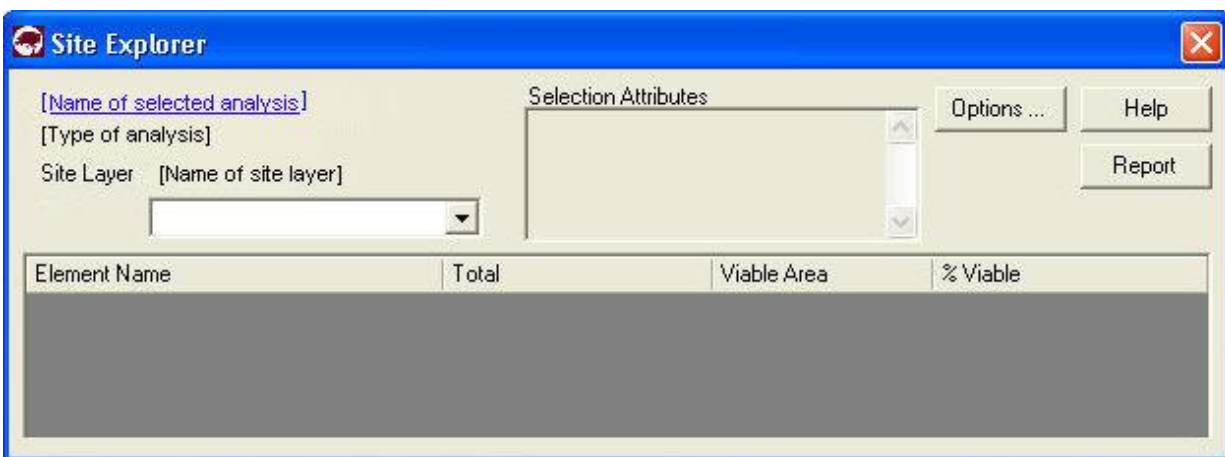 Site Explorer
[Name of selected analysis]
[Type of analysis]
Site Layer [Name of site layer]
Selection Attributes
Options ...
Help
Report
Element Name Total Viable Area % Viable